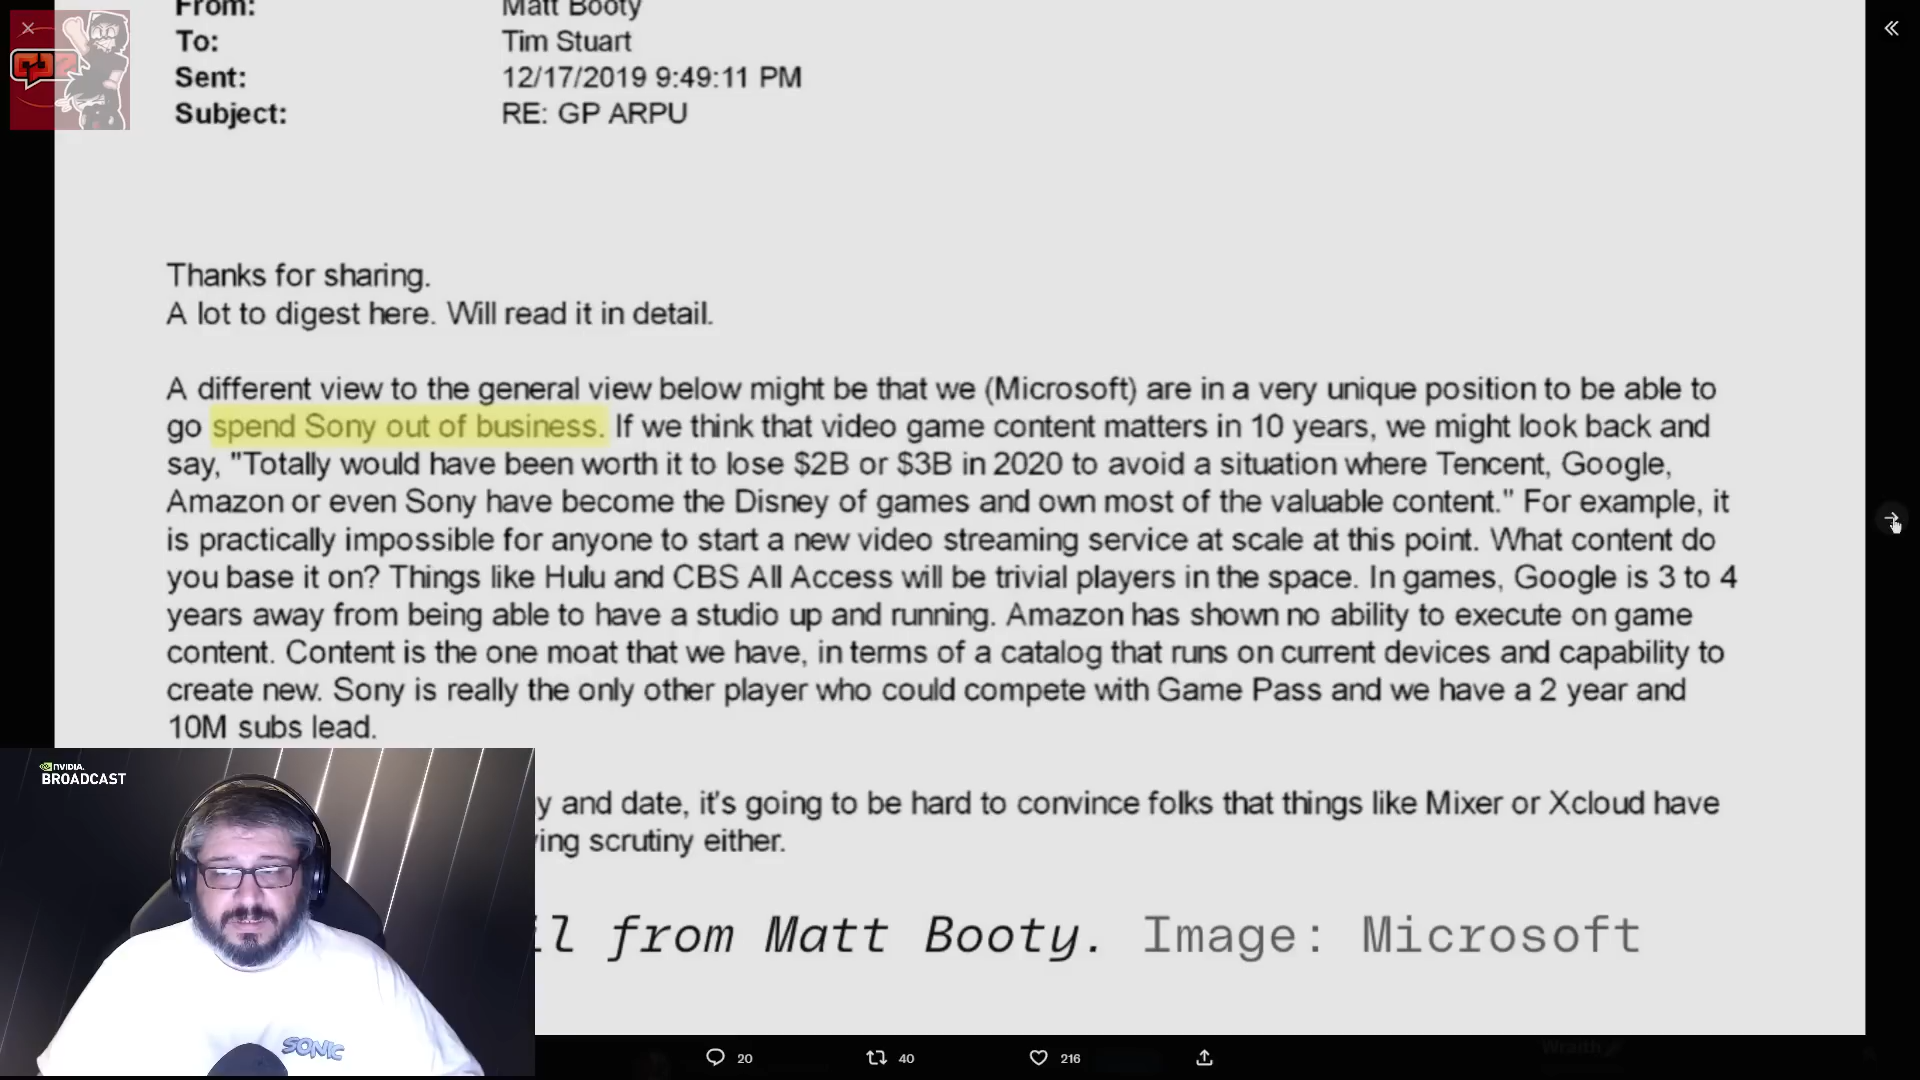 From: Matt Booty
To: Tim Stuart
Sent: 12/17/2019 9:49:11 PM
Subject: RE: GP ARPU
Thanks for sharing.
A lot to digest here. Will read it in detail.
A different view to the general view below might be that we (Microsoft) are in a very unique position to be able to
go spend Sony out of business. If we think that video game content matters in 10 years, we might look back and
say, "Totally would have been worth it to lose $2B or $3B in 2020 to avoid a situation where Tencent, Google,
Amazon or even Sony have become the Disney of games and own most of the valuable content." For example, it
is practically impossible for anyone to start a new video streaming service at scale at this point. What content do
you base it on? Things like Hulu and CBS All Access will be trivial players in the space. In games, Google is 3 to 4
years away from being able to have a studio up and running. Amazon has shown no ability to execute on game
content. Content is the one moat that we have, in terms of a catalog that runs on current devices and capability to
create new. Sony is really the only other player who could compete with Game Pass and we have a 2 year and
10M subs lead.
NVIDIA.
BROADCAST
y and date, it's going to be hard to convince folks that things like Mixer or Xcloud have
ving scrutiny either.
il from Matt Booty. Image: Microsoft
SONIC
20 40 216